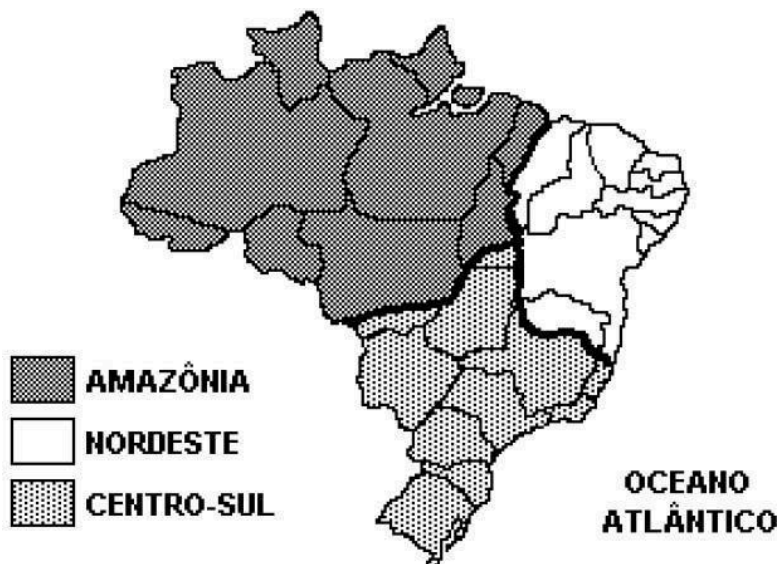 AMAZÔNIA
NORDESTE
CENTRO-SUL
OCEANO
ATLÂNTICO